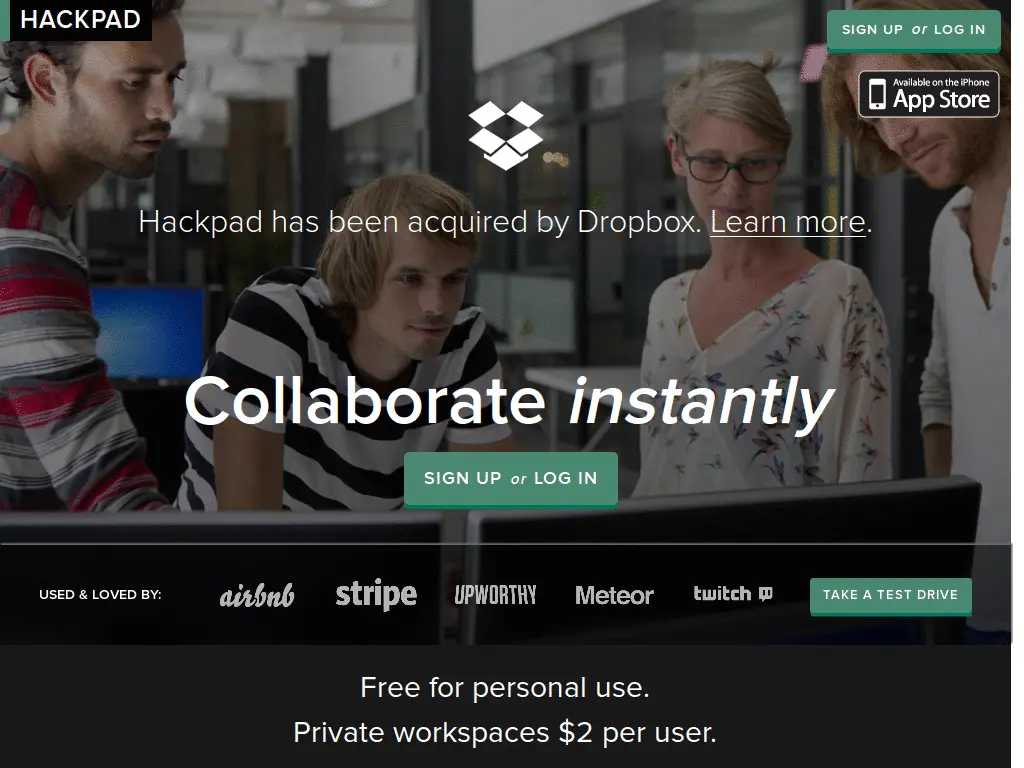 HACKPAD
SIGN UP or LOG IN
Available on the iPhone
App Store
Hackpad has been acquired by Dropbox. Learn more.
Collaborate instantly
SIGN UP or LOG IN
USED & LOVED BY:
airbnb
stripe
UPWORTHY
Meteor
twitch
TAKE A TEST DRIVE
Free for personal use.
Private workspaces $2 per user.